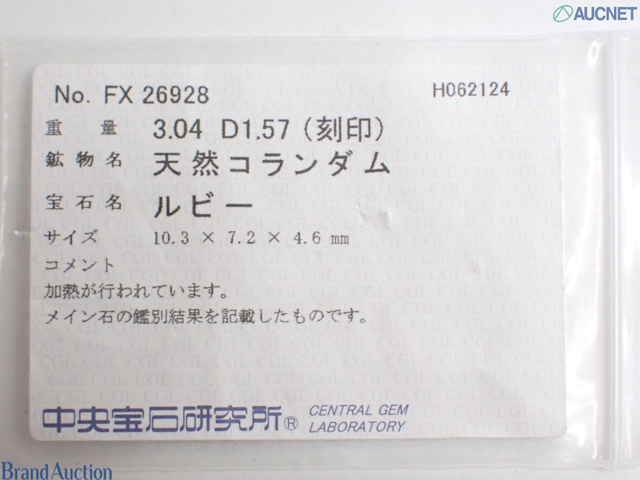 AUCNET
No. FX 26928 H062124
重量 3.04 D1.57(刻印)
鉱物名 天然コランダム
宝石名 ルビー
サイズ 10.3 × 7.2 × 4.6 mm
コメント
加熱が行われています。
メイン石の鑑別結果を記載したものです。
中央宝石研究所® CENTRAL GEM
LABORATORY
Brand Auction